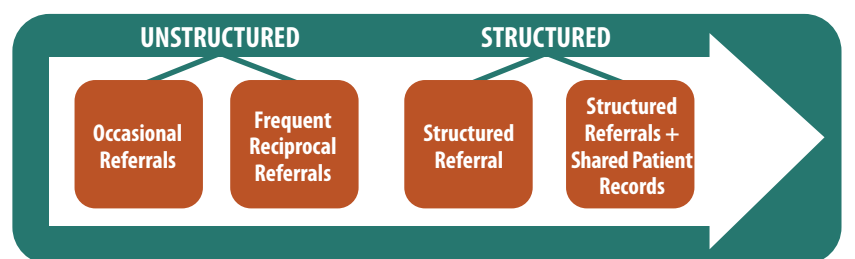 UNSTRUCTURED
STRUCTURED
Occasional
Referrals
Frequent
Reciprocal
Referrals
Structured
Referral
Structured
Referrals +
Shared Patient
Records